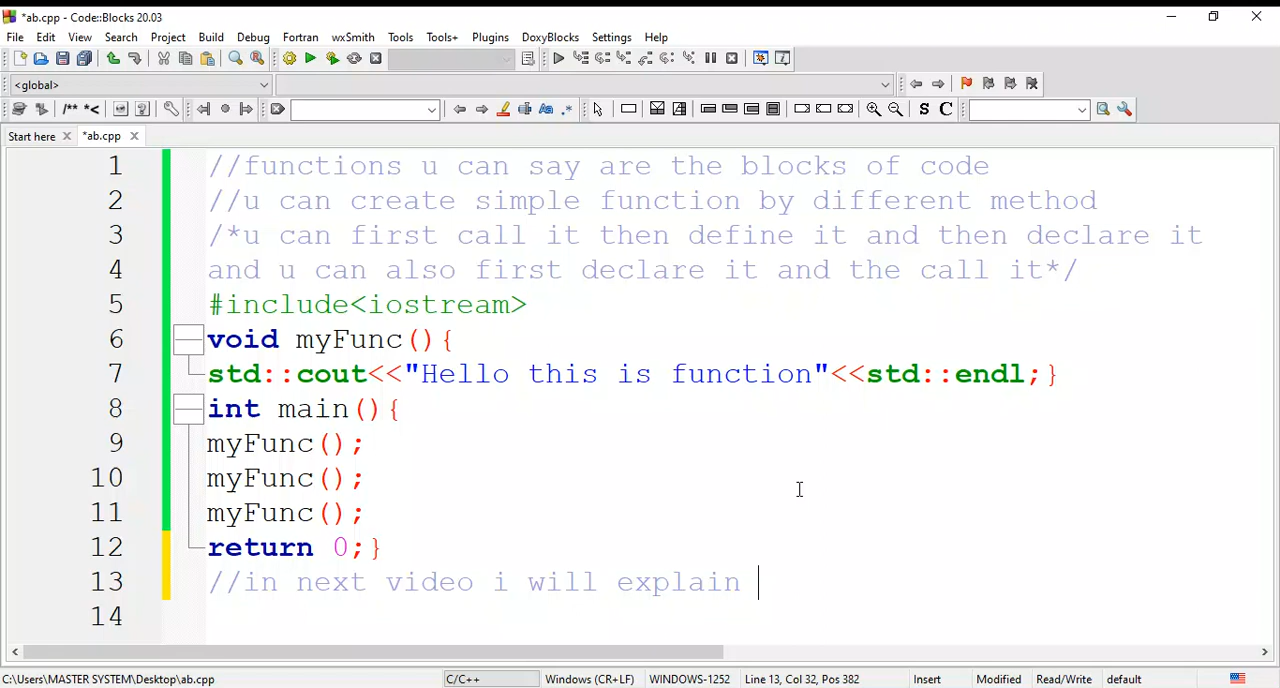 *ab.cpp - Code::Blocks 20.03
File Edit View Search Project Build Debug Fortran wxSmith Tools Tools+ Plugins DoxyBlocks Settings Help
<global>
/** *< S C
Start here *ab.cpp
1 //functions u can say are the blocks of code
2 //u can create simple function by different method
3 /*u can first call it then define it and then declare it
4 and u can also first declare it and the call it*/
5 #include<iostream>
6 void myFunc(){
7 std::cout<<"Hello this is function"<<std::endl;}
8 int main(){
9 myFunc();
10 myFunc();
11 myFunc();
12 return 0;}
13 //in next video i will explain
14
C:\Users\MASTER SYSTEM\Desktop\ab.cpp C/C++ Windows (CR+LF) WINDOWS-1252 Line 13, Col 32, Pos 382 Insert Modified Read/Write default